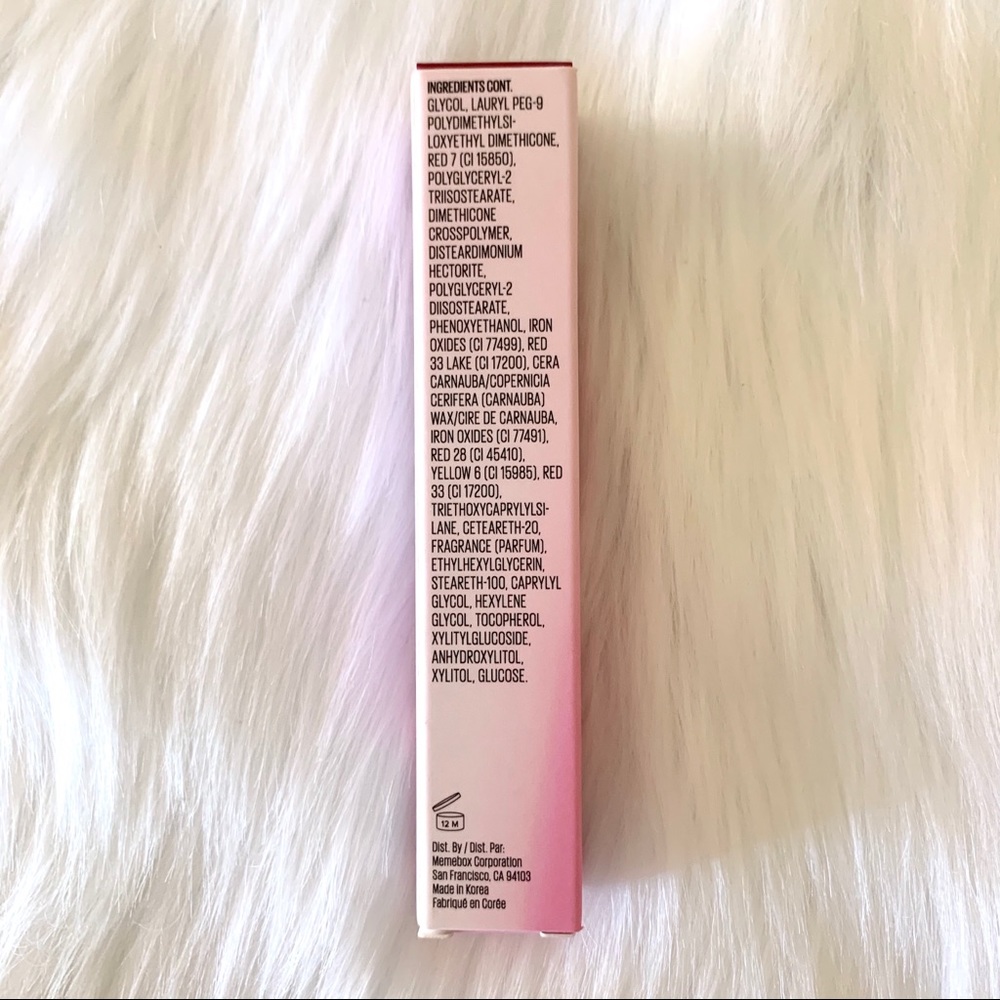 INGREDIENTS CONT.
GLYCOL, LAURYL PEG-9
POLYDIMETHYLSI-
LOXYETHYL DIMETHICONE,
RED 7 (CI 15850),
POLYGLYCERYL-2
TRIISOSTEARATE,
DIMETHICONE
CROSSPOLYMER,
DISTEARDIMONIUM
HECTORITE,
POLYGLYCERYL-2
DIISOSTEARATE,
PHENOXYETHANOL, IRON
OXIDES (CI 77499), RED
33 LAKE (CI 17200), CERA
CARNAUBA/COPERNICIA
CERIFERA (CARNAUBA)
WAX/CIRE DE CARNAUBA,
IRON OXIDES (CI 77491),
RED 28 (CI 45410),
YELLOW 6 (CI 15985), RED
33 (CI 17200),
TRIETHOXYCAPRYLYLSI-
LANE, CETEARETH-20,
FRAGRANCE (PARFUM),
ETHYLHEXYLGLYCERIN,
STEARETH-100, CAPRYLYL
GLYCOL, HEXYLENE
GLYCOL, TOCOPHEROL,
XYLITYLGLUCOSIDE,
ANHYDROXYLITOL,
XYLITOL, GLUCOSE.
12 M
Dist. By / Dist. Par:
Memebox Corporation
San Francisco, CA 94103
Made in Korea
Fabriqué en Corée